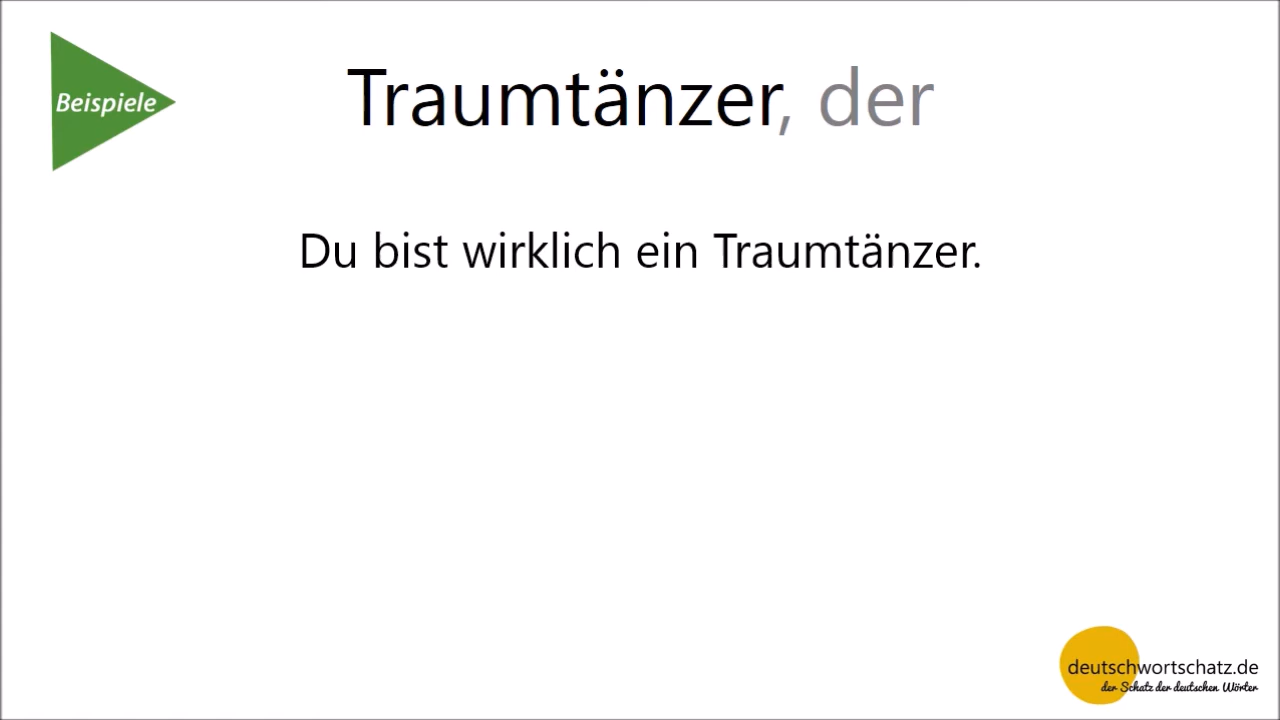 Beispiele
Traumtänzer, der
Du bist wirklich ein Traumtänzer.
deutschwortschatz.de
der Schatz der deutschen Wörter